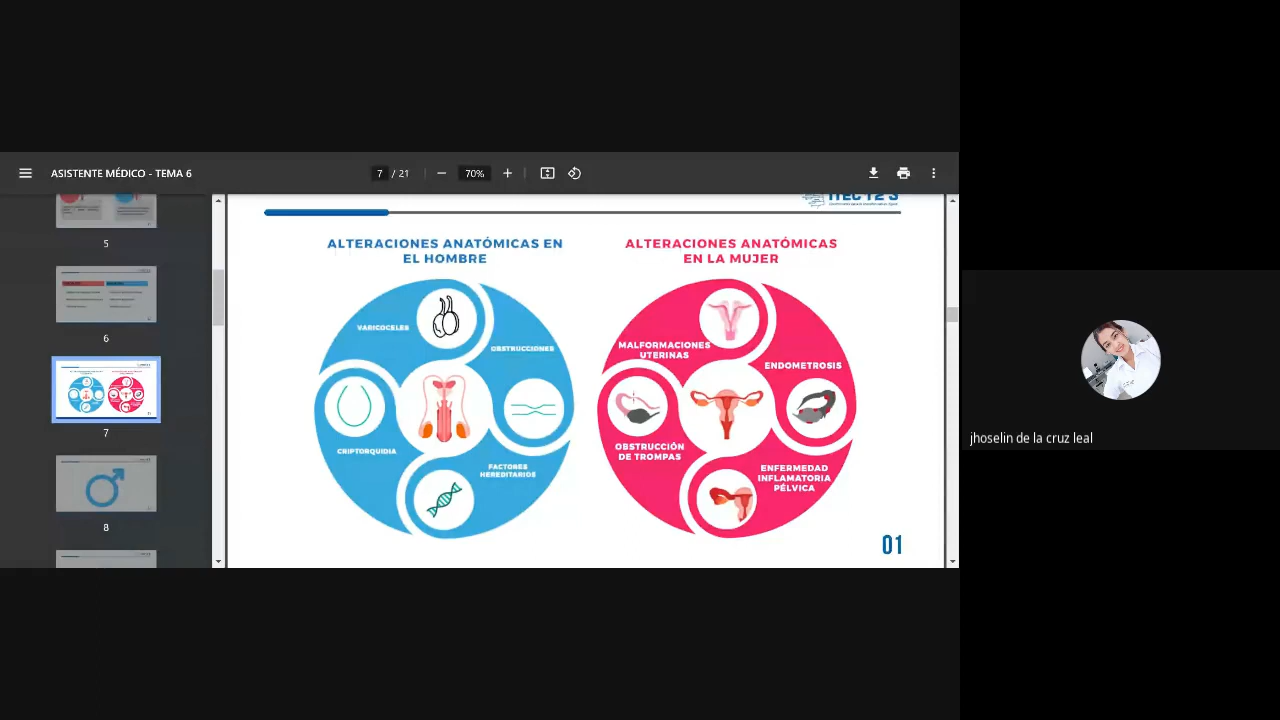 ASISTENTE MÉDICO - TEMA 6
7 / 21
70%
5
6
7
8
ITEC12'S
ALTERACIONES ANATÓMICAS EN
EL HOMBRE
VARICOCELES
OBSTRUCCIONES
CRIPTORQUIDIA
FACTORES
HEREDITARIOS
ALTERACIONES ANATÓMICAS
EN LA MUJER
MALFORMACIONES
UTERINAS
ENDOMETROSIS
OBSTRUCCIÓN
DE TROMPAS
ENFERMEDAD
INFLAMATORIA
PÉLVICA
01
jhoselin de la cruz leal